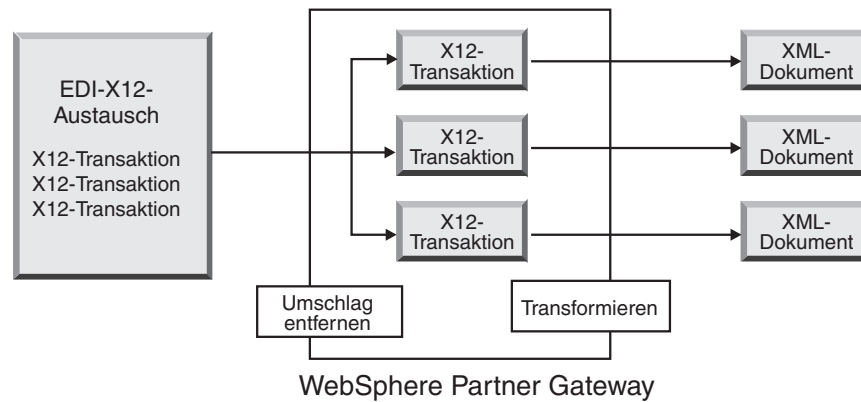 EDI-X12-
Austausch
X12-Transaktion
X12-Transaktion
X12-Transaktion
X12-
Transaktion
XML-
Dokument
X12-
Transaktion
XML-
Dokument
X12-
Transaktion
XML-
Dokument
Umschlag
entfernen
Transformieren
WebSphere Partner Gateway